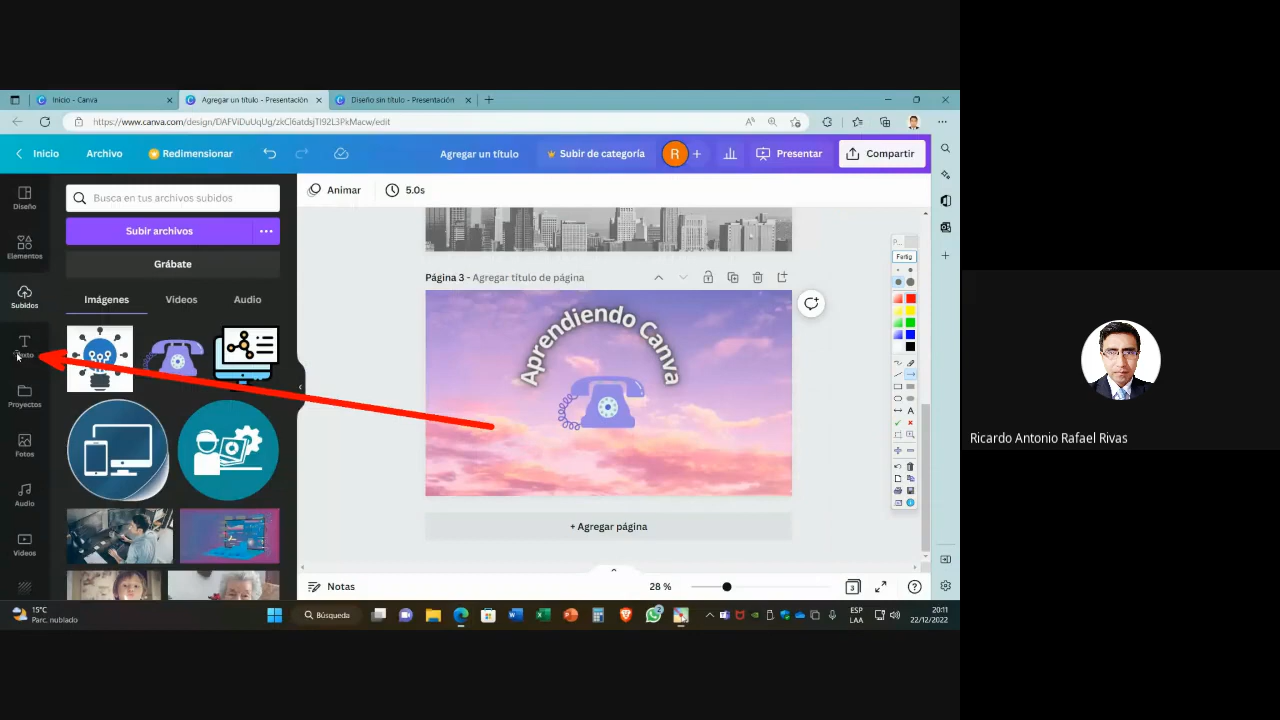 Inicio - Canva
Agregar un título - Presentación
Diseño sin título - Presentación
https://www.canva.com/design/DAFViDuUqUg/zkCl6atdsjTI92L3PkMacw/edit
Inicio
Archivo
Redimensionar
Agregar un título
Subir de categoría
R
Presentar
Compartir
Diseño
Elementos
Subidos
Texto
Proyectos
Fotos
Audio
Videos
Busca en tus archivos subidos
Subir archivos
Grábate
Imágenes Videos Audio
Animar
5.0s
Página 3 - Agregar título de página
Aprendiendo Canva
+ Agregar página
Notas
28 %
3
P...
Fertig
A
Ricardo Antonio Rafael Rivas
15°C
Parc. nublado
Búsqueda
ESP
LAA
20:11
22/12/2022